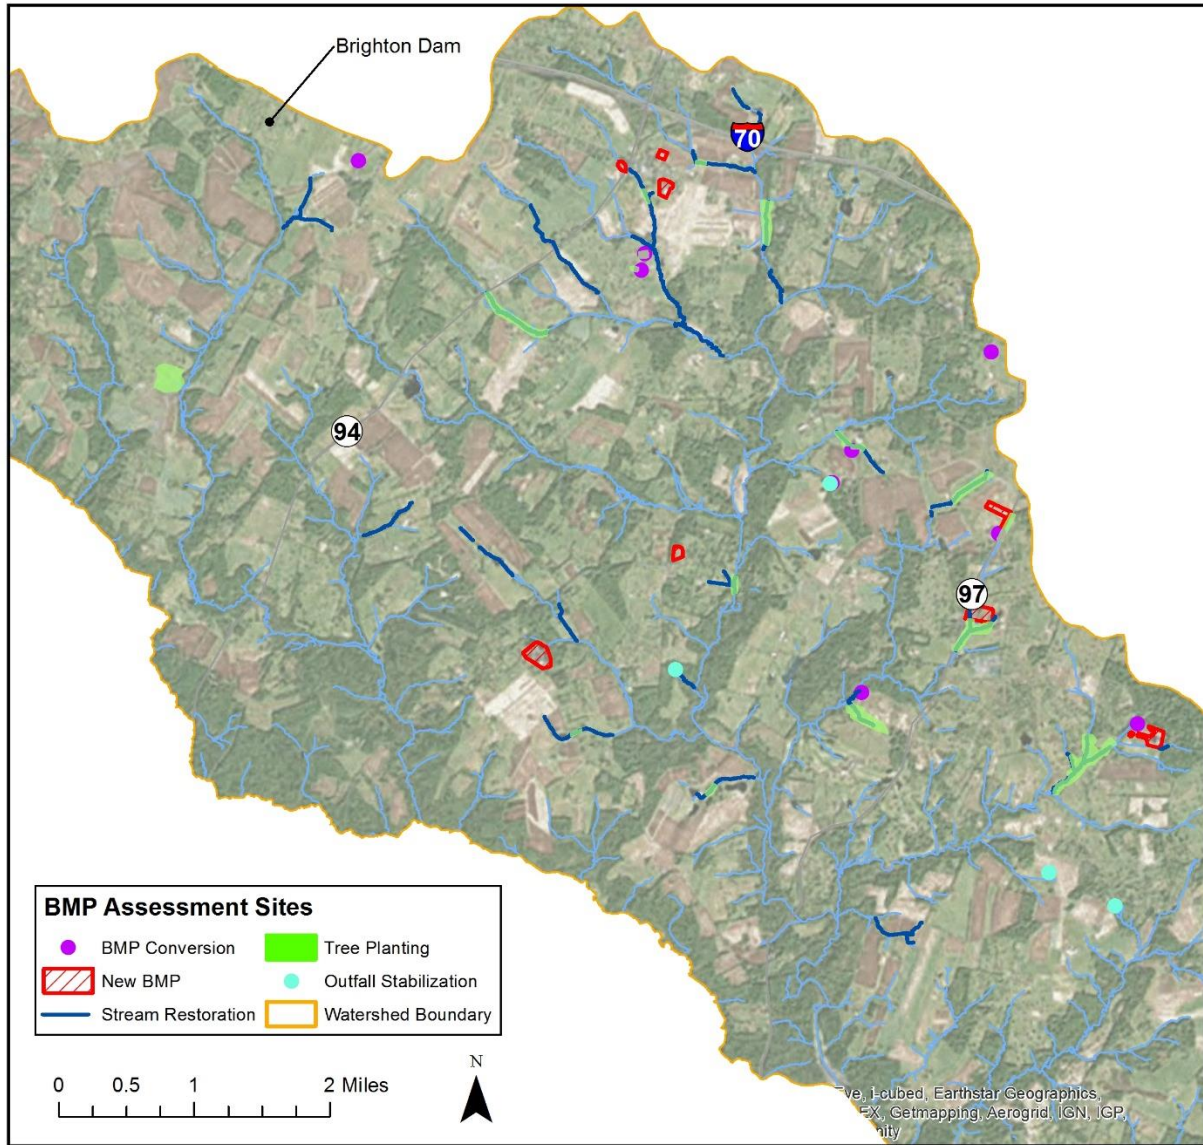 Brighton Dam
70
94
97
BMP Assessment Sites
BMP Conversion
Tree Planting
New BMP
Outfall Stabilization
Stream Restoration
Watershed Boundary
N
0 0.5 1 2 Miles
i-cubed, Earthstar Geographics,
EX, Getmapping, Aerogrid, IGN, IGP,